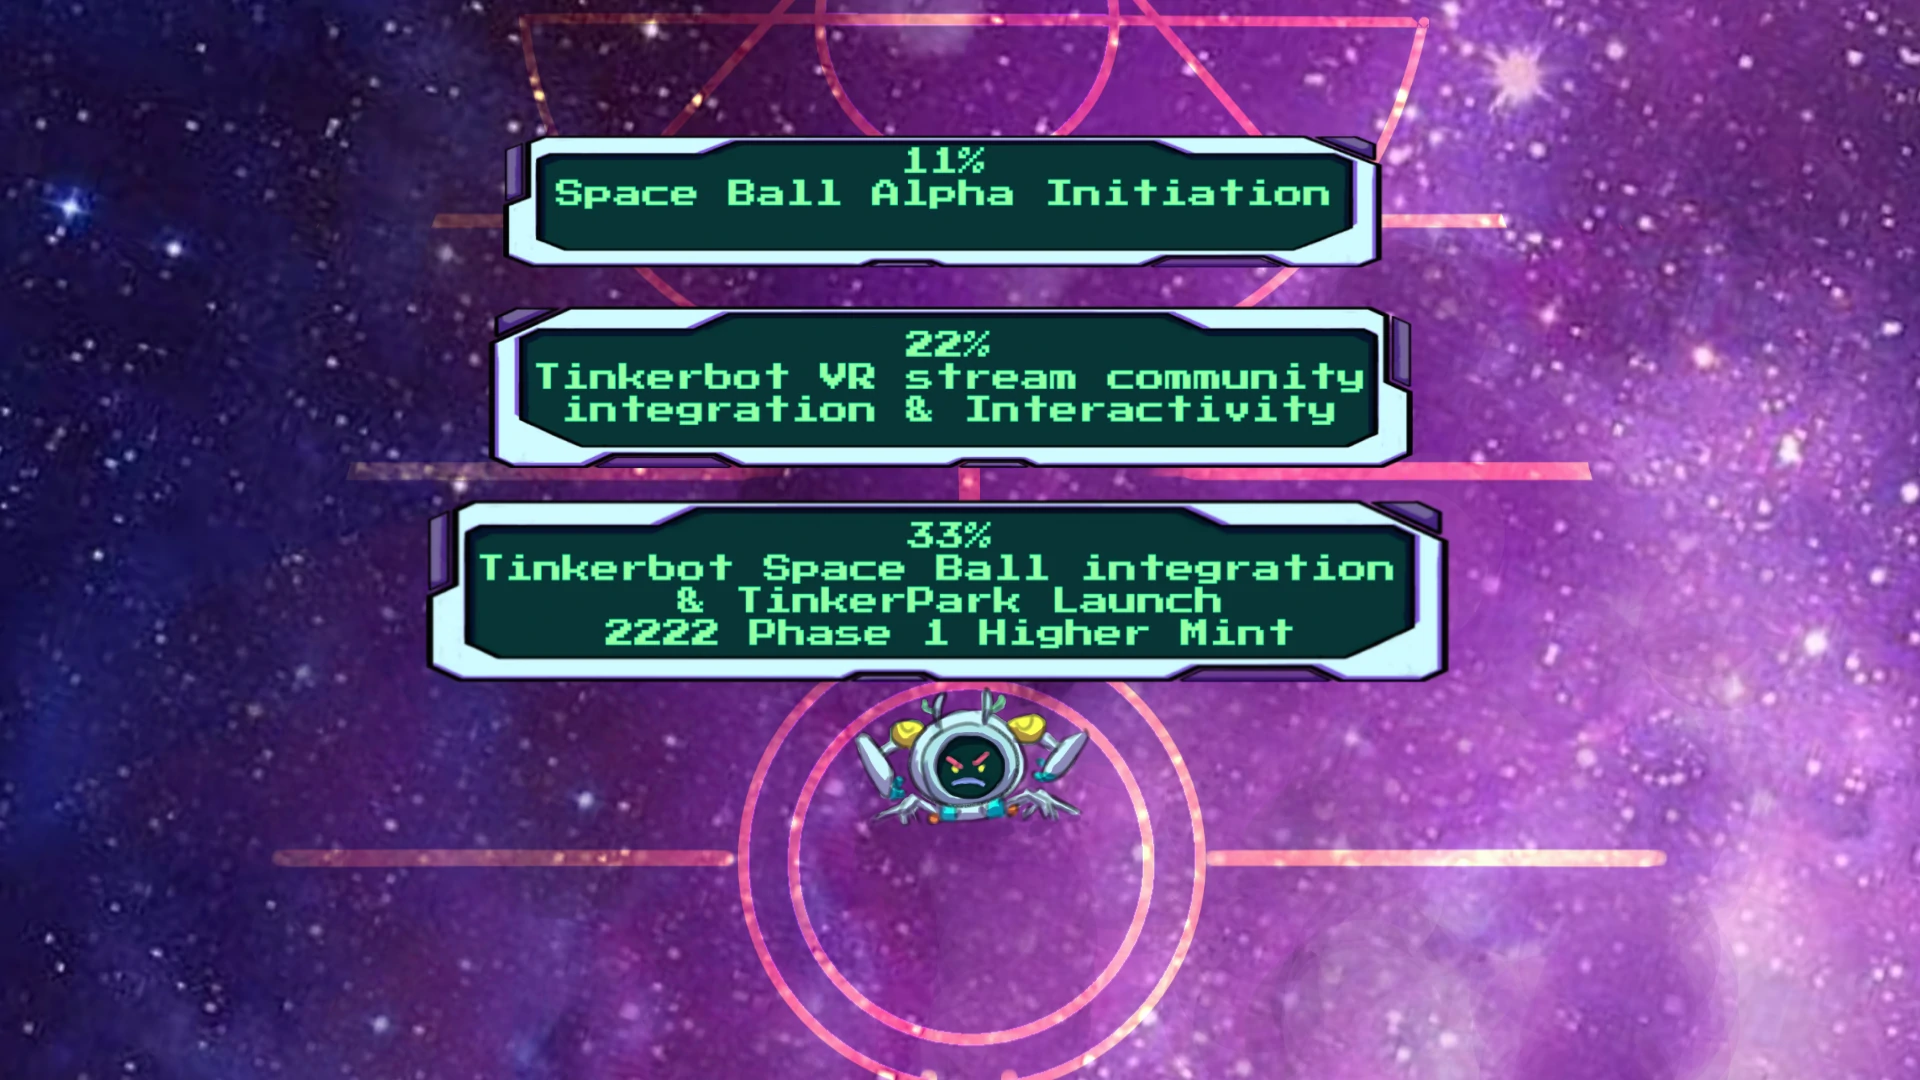 11%
Space Ball Alpha Initiation
22%
Tinkerbot VR stream community
integration & Interactivity
33%
Tinkerbot Space Ball integration
& TinkerPark Launch
2222 Phase 1 Higher Mint